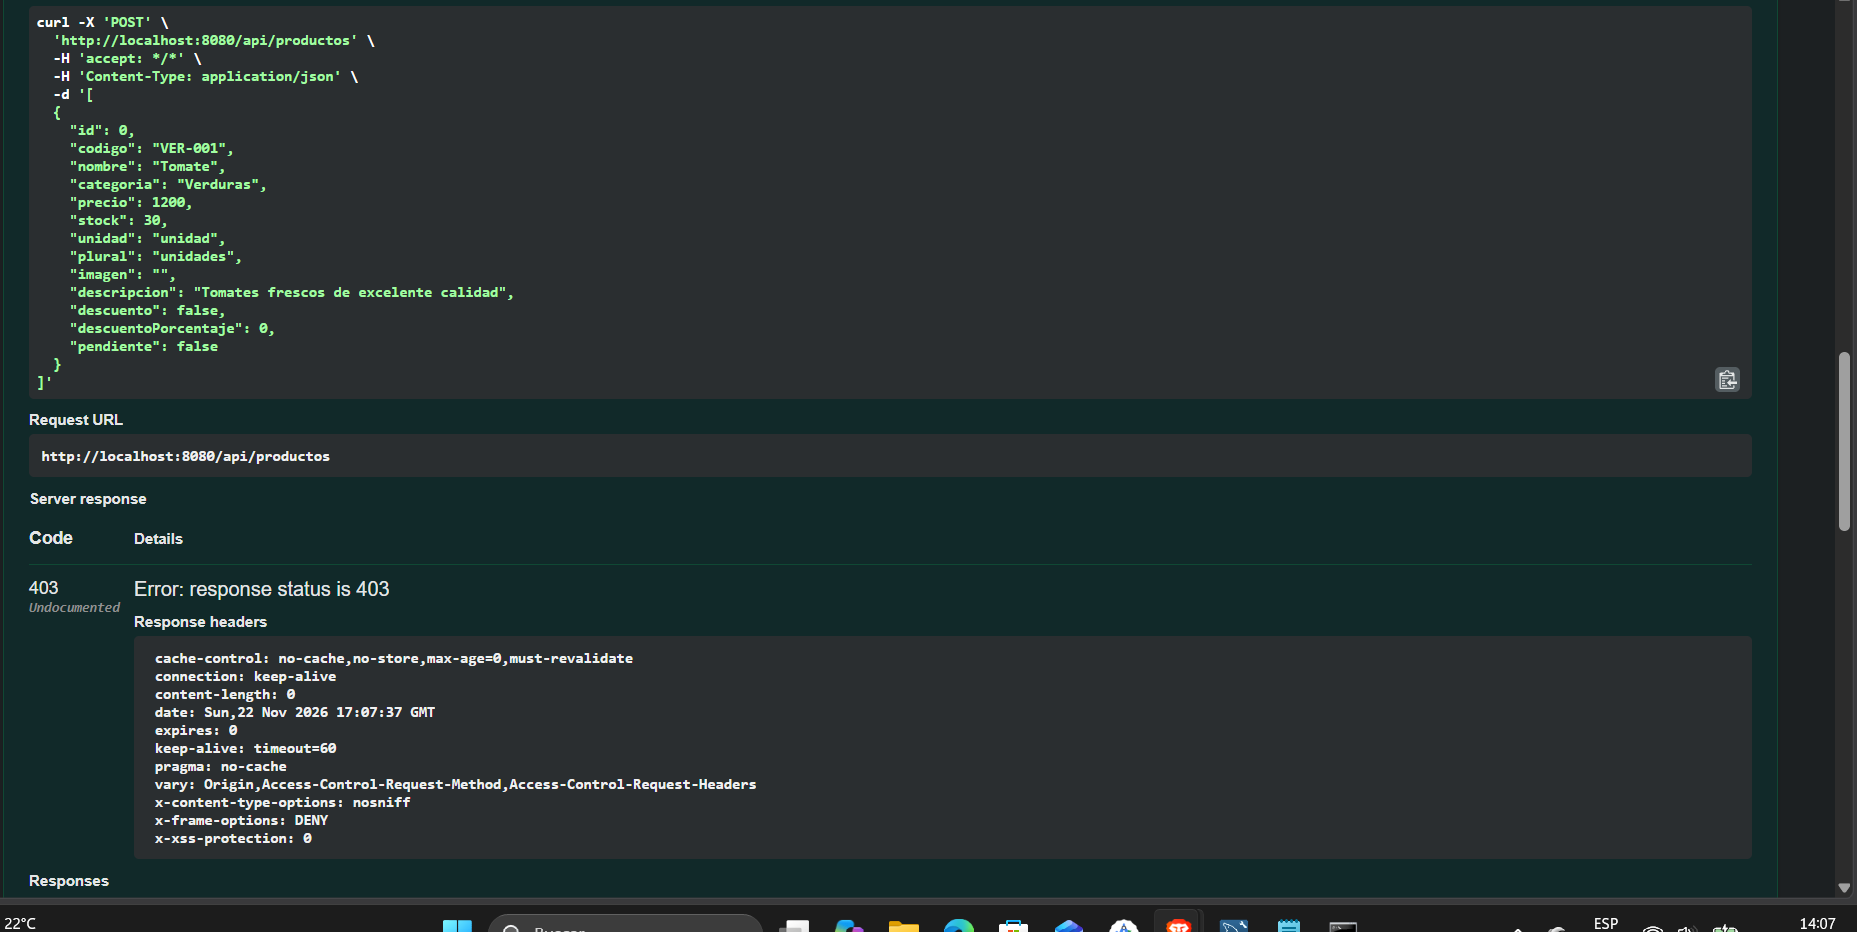 curl -X 'POST' \
  'http://localhost:8080/api/productos' \
  -H 'accept: */*' \
  -H 'Content-Type: application/json' \
  -d '[
  {
    "id": 0,
    "codigo": "VER-001",
    "nombre": "Tomate",
    "categoria": "Verduras",
    "precio": 1200,
    "stock": 30,
    "unidad": "unidad",
    "plural": "unidades",
    "imagen": "",
    "descripcion": "Tomates frescos de excelente calidad",
    "descuento": false,
    "descuentoPorcentaje": 0,
    "pendiente": false
  }
]'
Request URL
http://localhost:8080/api/productos
Server response
Code Details
403 Error: response status is 403
Undocumented
Response headers
cache-control: no-cache,no-store,max-age=0,must-revalidate
connection: keep-alive
content-length: 0
date: Sun,22 Nov 2026 17:07:37 GMT
expires: 0
keep-alive: timeout=60
pragma: no-cache
vary: Origin,Access-Control-Request-Method,Access-Control-Request-Headers
x-content-type-options: nosniff
x-frame-options: DENY
x-xss-protection: 0
Responses
22°C ESP 14:07